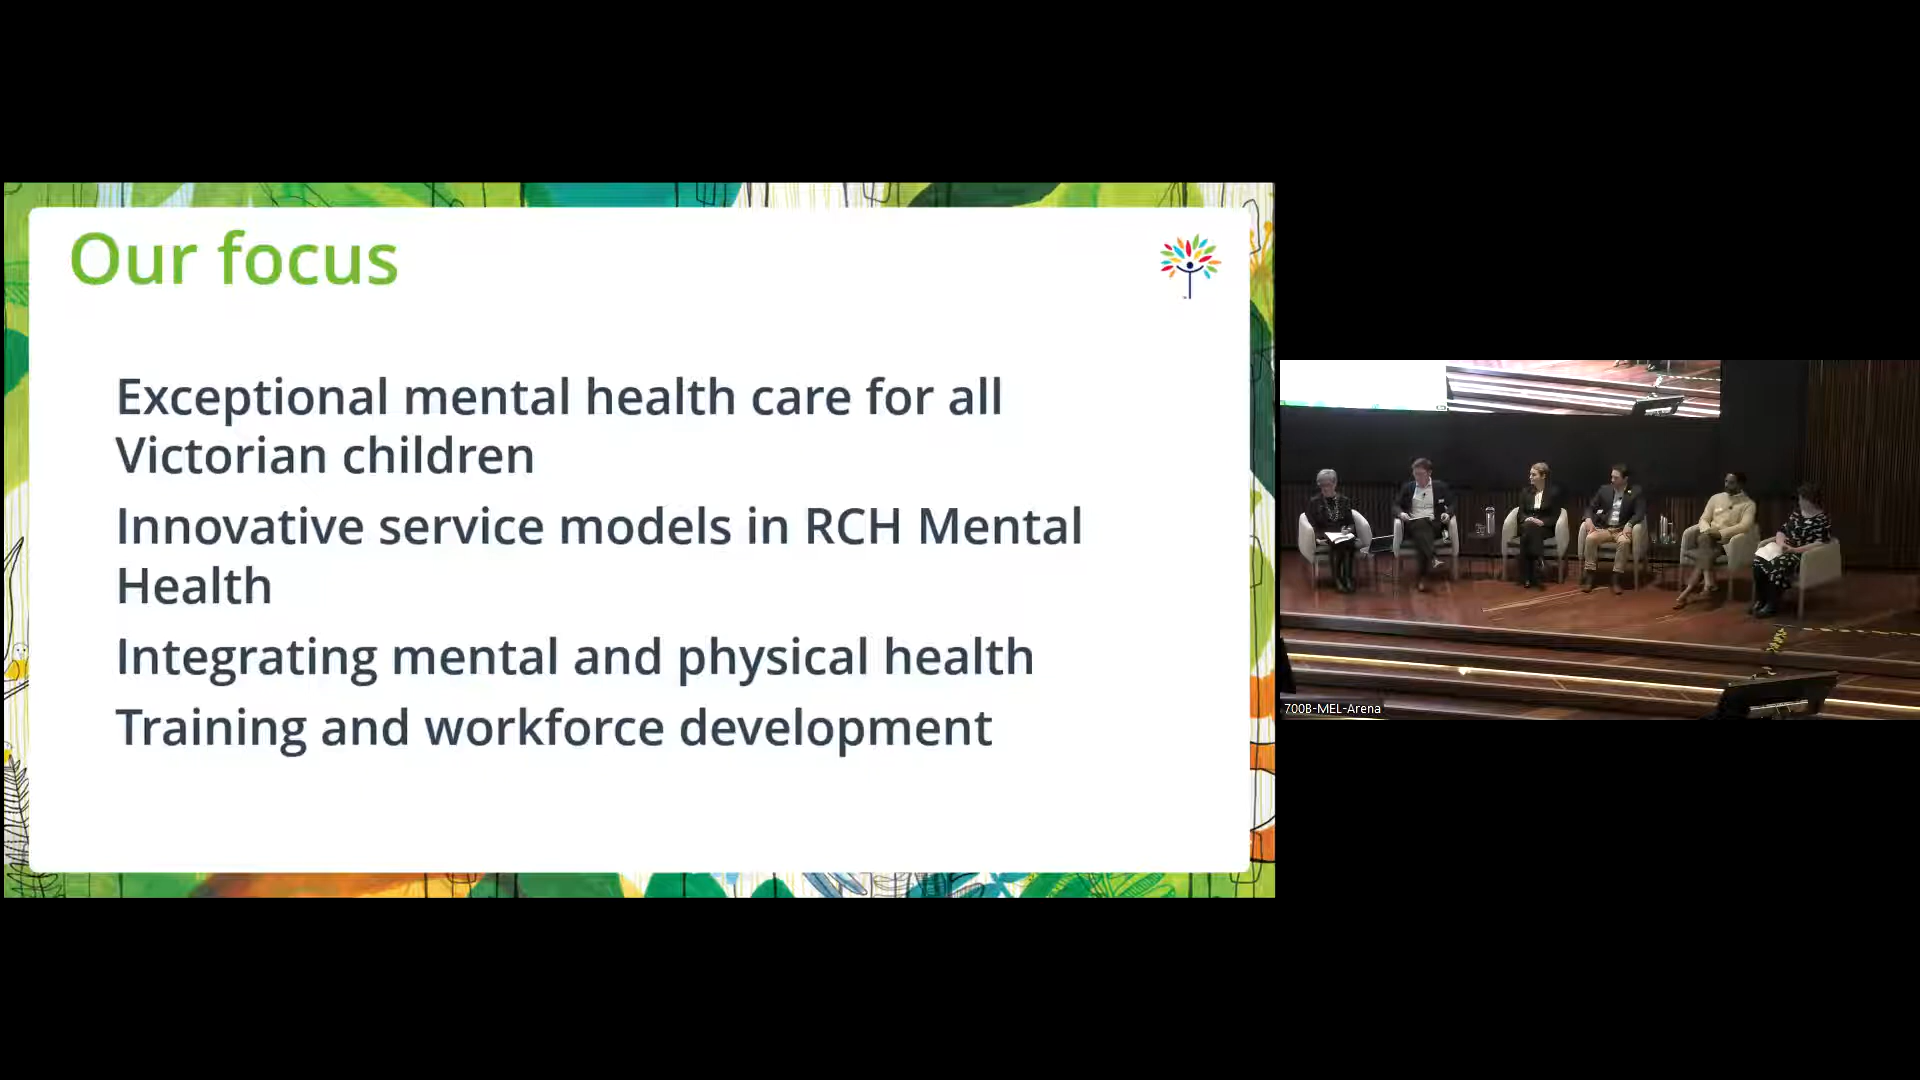 Our focus
Exceptional mental health care for all
Victorian children
Innovative service models in RCH Mental
Health
Integrating mental and physical health
Training and workforce development
700B-MEL-Arena